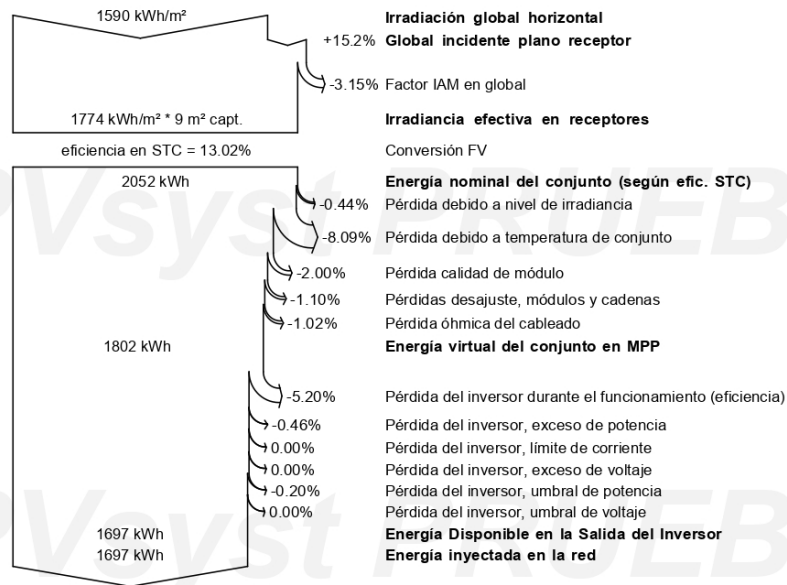 1590 kWh/m² Irradiación global horizontal
+15.2% Global incidente plano receptor
-3.15% Factor IAM en global
1774 kWh/m² * 9 m² capt. Irradiancia efectiva en receptores
eficiencia en STC = 13.02% Conversión FV
2052 kWh Energía nominal del conjunto (según efic. STC)
-0.44% Pérdida debido a nivel de irradiancia
PVsyst PRUEB
-8.09% Pérdida debido a temperatura de conjunto
-2.00% Pérdida calidad de módulo
-1.10% Pérdidas desajuste, módulos y cadenas
-1.02% Pérdida óhmica del cableado
1802 kWh Energía virtual del conjunto en MPP
-5.20% Pérdida del inversor durante el funcionamiento (eficiencia)
-0.46% Pérdida del inversor, exceso de potencia
0.00% Pérdida del inversor, límite de corriente
0.00% Pérdida del inversor, exceso de voltaje
-0.20% Pérdida del inversor, umbral de potencia
0.00% Pérdida del inversor, umbral de voltaje
PVsyst PRUEB
1697 kWh Energía Disponible en la Salida del Inversor
1697 kWh Energía inyectada en la red